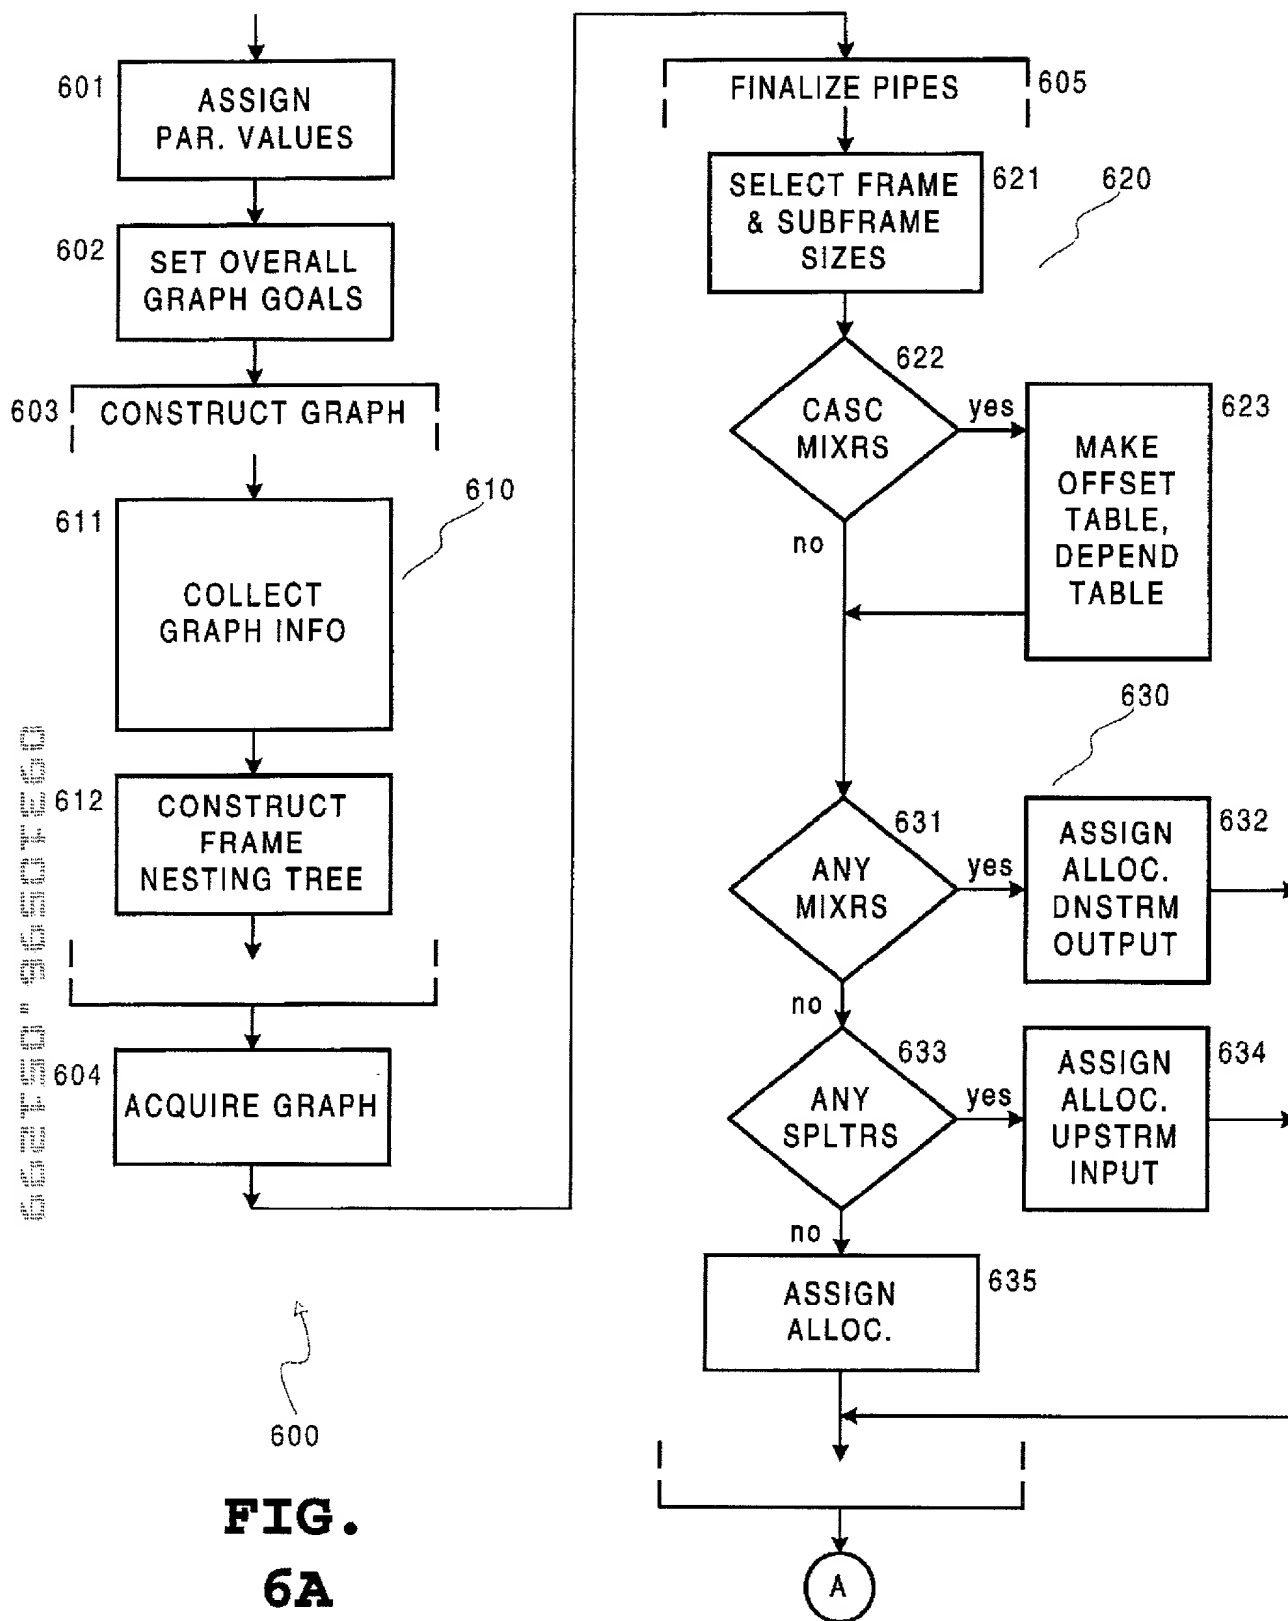 601
ASSIGN
PAR. VALUES
602
SET OVERALL
GRAPH GOALS
603
CONSTRUCT GRAPH
610
611
COLLECT
GRAPH INFO
612
CONSTRUCT
FRAME
NESTING TREE
604
ACQUIRE GRAPH
600
FIG.
6A
FINALIZE PIPES
605
SELECT FRAME
& SUBFRAME
SIZES
621
620
622
CASC
MIXRS
yes
no
623
MAKE
OFFSET
TABLE,
DEPEND
TABLE
630
631
ANY
MIXRS
yes
no
632
ASSIGN
ALLOC.
DNSTRM
OUTPUT
633
ANY
SPLTRS
yes
no
634
ASSIGN
ALLOC.
UPSTRM
INPUT
635
ASSIGN
ALLOC.
A